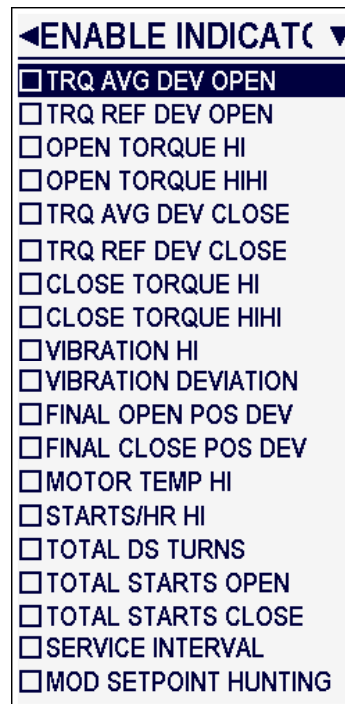 ENABLE INDICAT(
TRQ AVG DEV OPEN
TRQ REF DEV OPEN
OPEN TORQUE HI
OPEN TORQUE HIHI
TRQ AVG DEV CLOSE
TRQ REF DEV CLOSE
CLOSE TORQUE HI
CLOSE TORQUE HIHI
VIBRATION HI
VIBRATION DEVIATION
FINAL OPEN POS DEV
FINAL CLOSE POS DEV
MOTOR TEMP HI
STARTS/HR HI
TOTAL DS TURNS
TOTAL STARTS OPEN
TOTAL STARTS CLOSE
SERVICE INTERVAL
MOD SETPOINT HUNTING